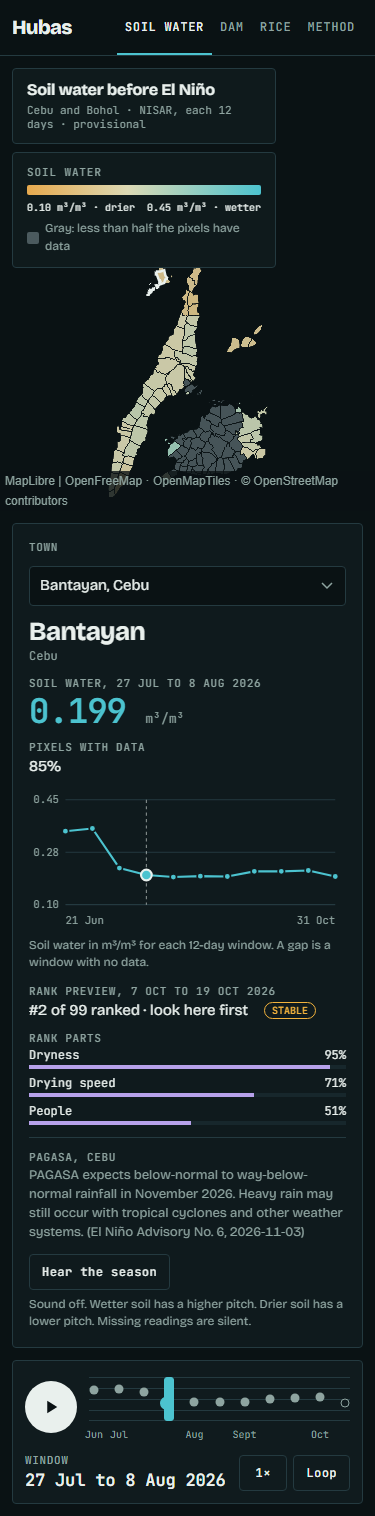 Hubas
SOIL WATER DAM RICE METHOD
Soil water before El Niño
Cebu and Bohol · NISAR, each 12
days · provisional
SOIL WATER
0.10 m³/m³ · drier 0.45 m³/m³ · wetter
Gray: less than half the pixels have
data
MapLibre | OpenFreeMap · OpenMapTiles · © OpenStreetMap
contributors
TOWN
Bantayan, Cebu
Bantayan
Cebu
SOIL WATER, 27 JUL TO 8 AUG 2026
0.199 m³/m³
PIXELS WITH DATA
85%
0.45
0.28
0.10
21 Jun 31 Oct
Soil water in m³/m³ for each 12-day window. A gap is a
window with no data.
RANK PREVIEW, 7 OCT TO 19 OCT 2026
#2 of 99 ranked · look here first STABLE
RANK PARTS
Dryness 95%
Drying speed 71%
People 51%
PAGASA, CEBU
PAGASA expects below-normal to way-below-
normal rainfall in November 2026. Heavy rain may
still occur with tropical cyclones and other weather
systems. (El Niño Advisory No. 6, 2026-11-03)
Hear the season
Sound off. Wetter soil has a higher pitch. Drier soil has a
lower pitch. Missing readings are silent.
Jun Jul Aug Sept Oct
WINDOW
27 Jul to 8 Aug 2026 1× Loop